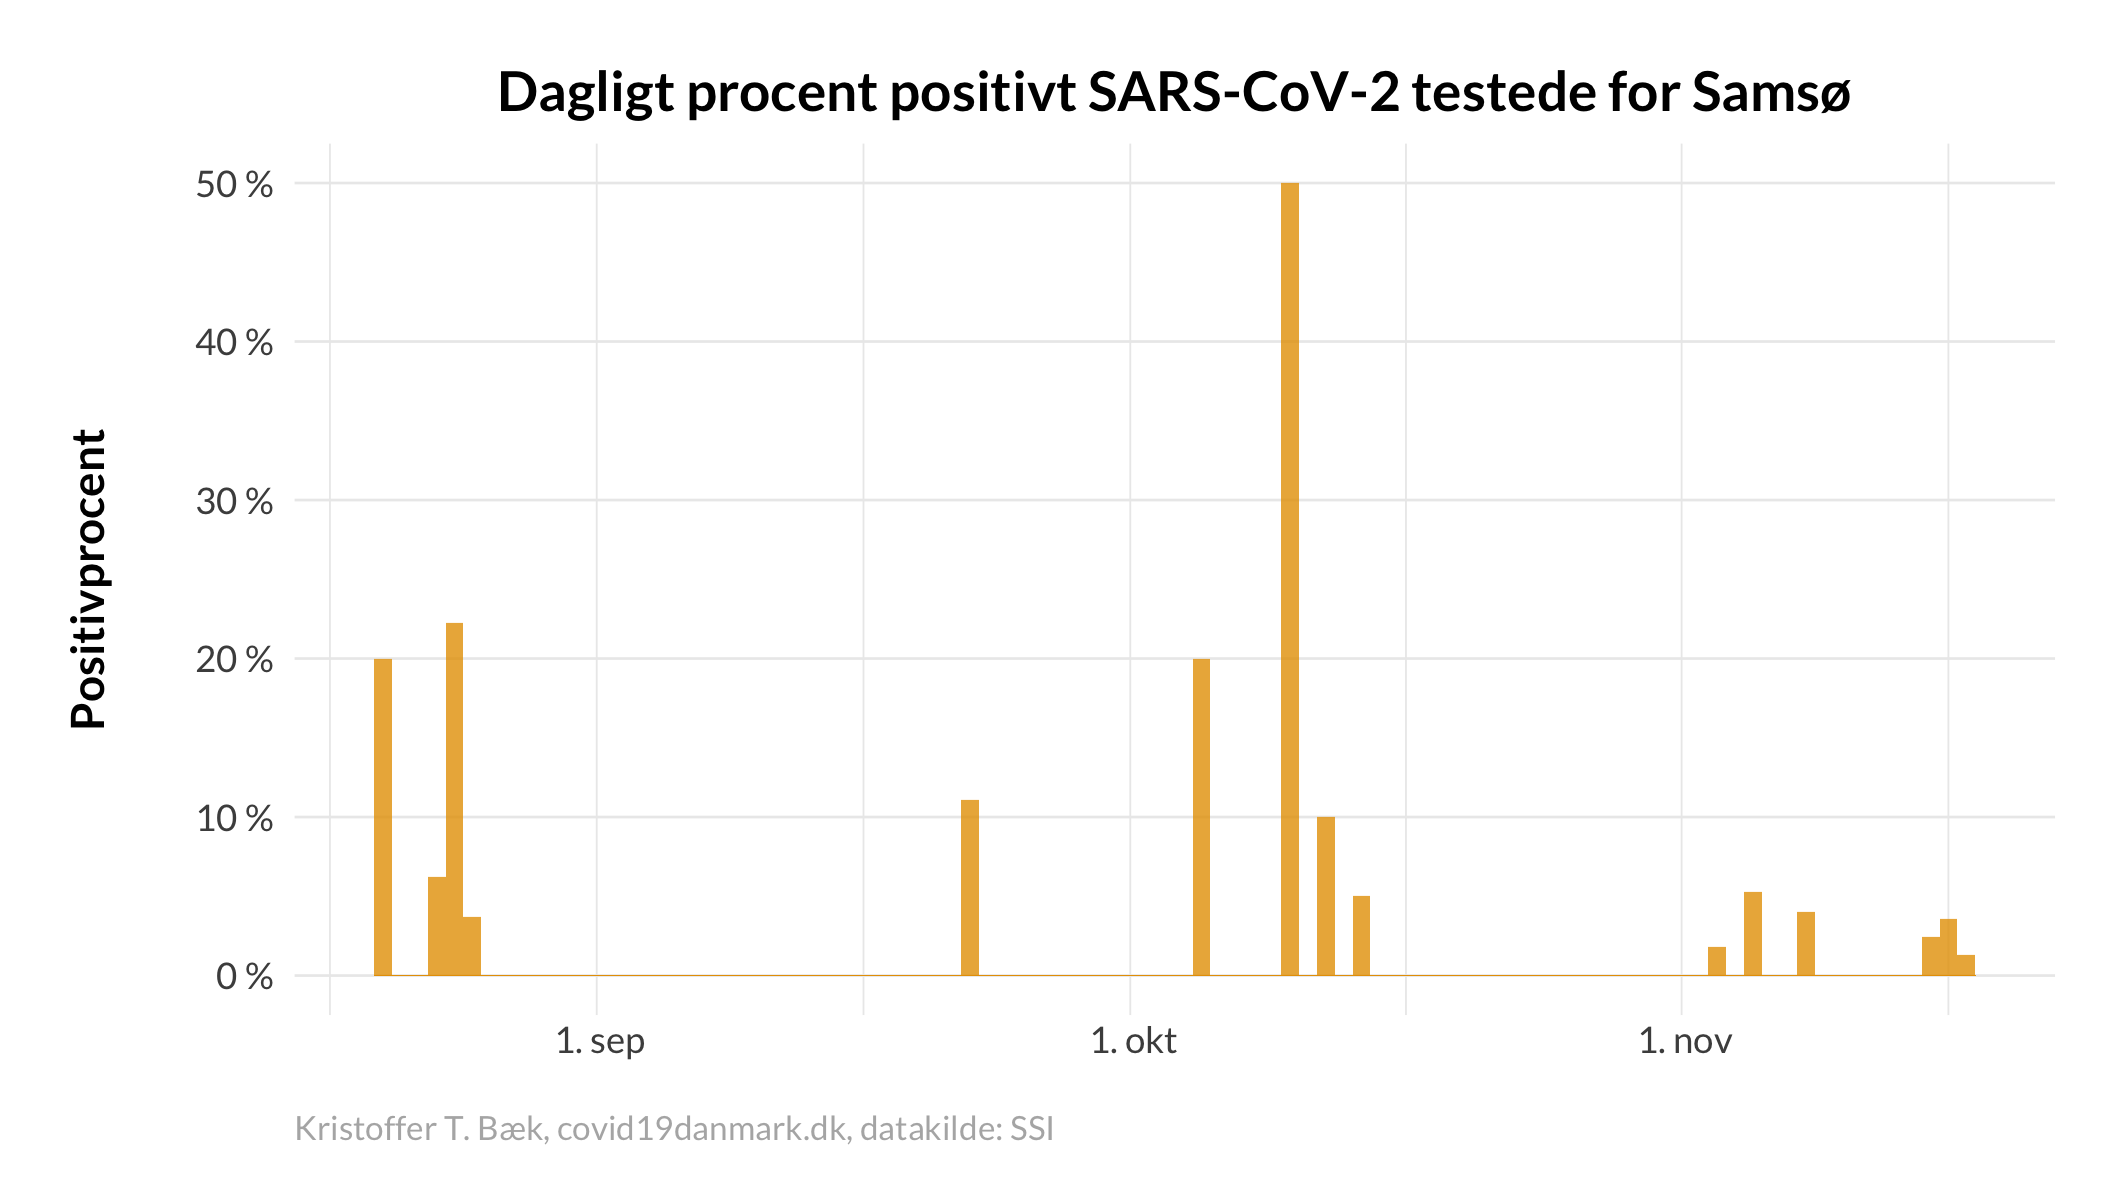 Dagligt procent positivt SARS-CoV-2 testede for Samsø
Positivprocent
50 %
40 %
30 %
20 %
10 %
0 %
1. sep
1. okt
1. nov
Kristoffer T. Bæk, covid19danmark.dk, datakilde: SSI